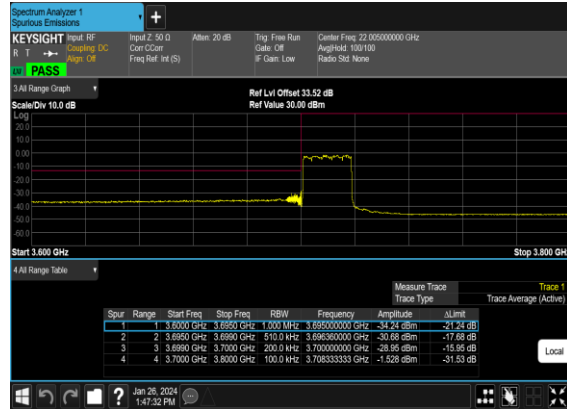 Spectrum Analyzer 1
Spurious Emissions
+
KEYSIGHT Input: RF Input Z: 50 Ω Atten: 20 dB Trig: Free Run Center Freq: 22.005000000 GHz
R T Coupling: DC Corr CCorr Gate: Off Avg|Hold: 100/100
Align: Off Freq Ref: Int (S) IF Gain: Low Radio Std: None
PASS
3 All Range Graph Ref Lvl Offset 33.52 dB
Scale/Div 10.0 dB Ref Value 30.00 dBm
Log
20.0
10.0
0.00
-10.0
-20.0
-30.0
-40.0
-50.0
-60.0
Start 3.600 GHz Stop 3.800 GH
4 All Range Table
Measure Trace Trace 1
Trace Type Trace Average (Active)
Spur Range Start Freq Stop Freq RBW Frequency Amplitude ΔLimit
1 1 3.6000 GHz 3.6950 GHz 1.000 MHz 3.695000000 GHz -34.24 dBm -21.24 dB
2 2 3.6950 GHz 3.6990 GHz 510.0 kHz 3.696360000 GHz -30.68 dBm -17.68 dB
3 3 3.6990 GHz 3.7000 GHz 200.0 kHz 3.700000000 GHz -28.95 dBm -15.95 dB
4 4 3.7000 GHz 3.8000 GHz 100.0 kHz 3.708333333 GHz -1.528 dBm -31.53 dB
Local
? Jan 26, 2024
1:47:32 PM